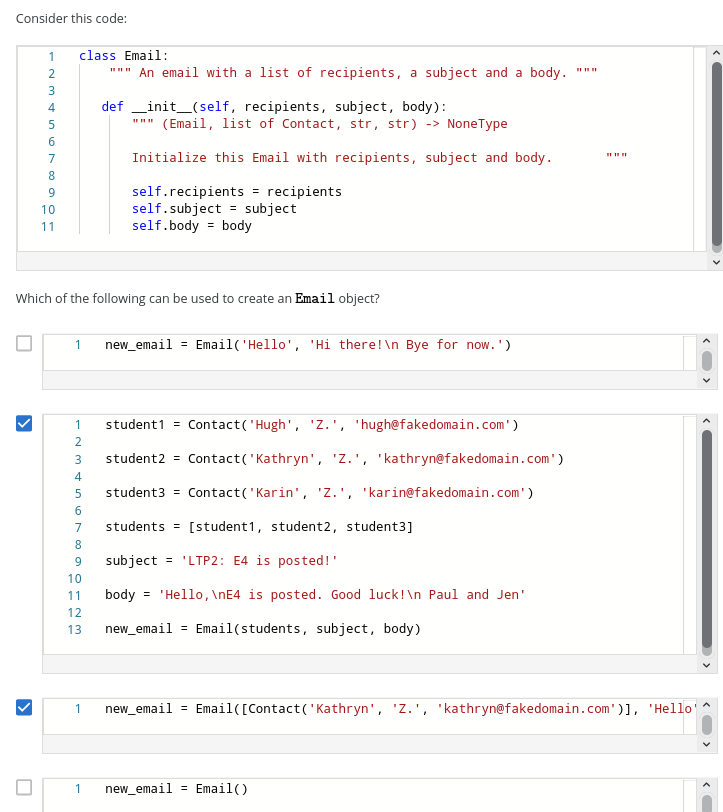 Consider this code:
1 class Email:
2 """ An email with a list of recipients, a subject and a body. """
3
4 def __init__(self, recipients, subject, body):
5 """ (Email, list of Contact, str, str) -> NoneType
6
7 Initialize this Email with recipients, subject and body. """
8
9 self.recipients = recipients
10 self.subject = subject
11 self.body = body
Which of the following can be used to create an Email object?
1 new_email = Email('Hello', 'Hi there!\n Bye for now.')
1 student1 = Contact('Hugh', 'Z.', 'hugh@fakedomain.com')
2
3 student2 = Contact('Kathryn', 'Z.', 'kathryn@fakedomain.com')
4
5 student3 = Contact('Karin', 'Z.', 'karin@fakedomain.com')
6
7 students = [student1, student2, student3]
8
9 subject = 'LTP2: E4 is posted!'
10
11 body = 'Hello,\nE4 is posted. Good luck!\n Paul and Jen'
12
13 new_email = Email(students, subject, body)
1 new_email = Email([Contact('Kathryn', 'Z.', 'kathryn@fakedomain.com')], 'Hello'
1 new_email = Email()